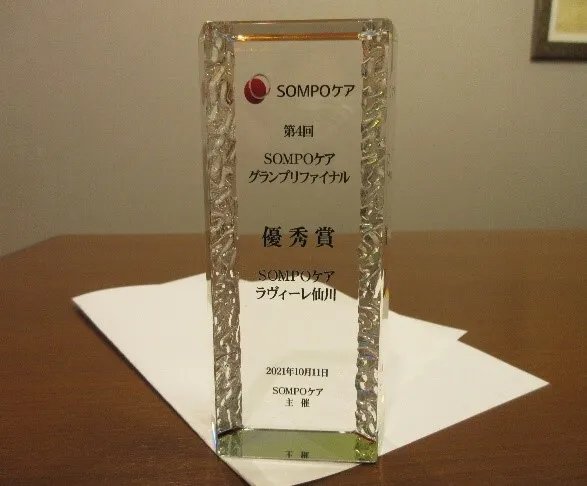 SOMPOケア
第4回
SOMPOケア
グランプリファイナル
優秀賞
SOMPOケア
ラヴィーレ仙川
2021年10月11日
SOMPOケア
主 催
主 催